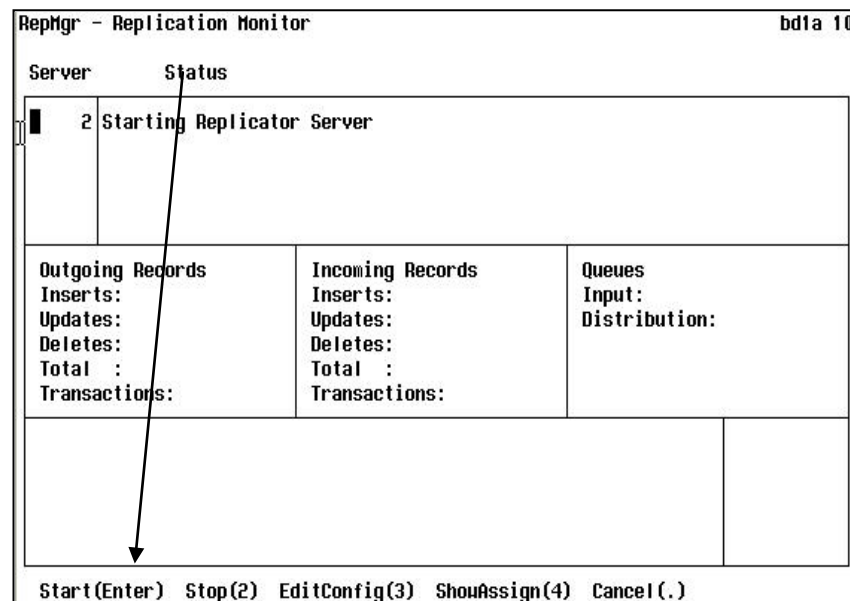 RepMgr - Replication Monitor bd1a 10
Server Status
2 Starting Replicator Server
Outgoing Records Incoming Records Queues
Inserts: Inserts: Input:
Updates: Updates: Distribution:
Deletes: Deletes:
Total : Total :
Transactions: Transactions:
Start(Enter) Stop(2) EditConfig(3) ShowAssign(4) Cancel(.)